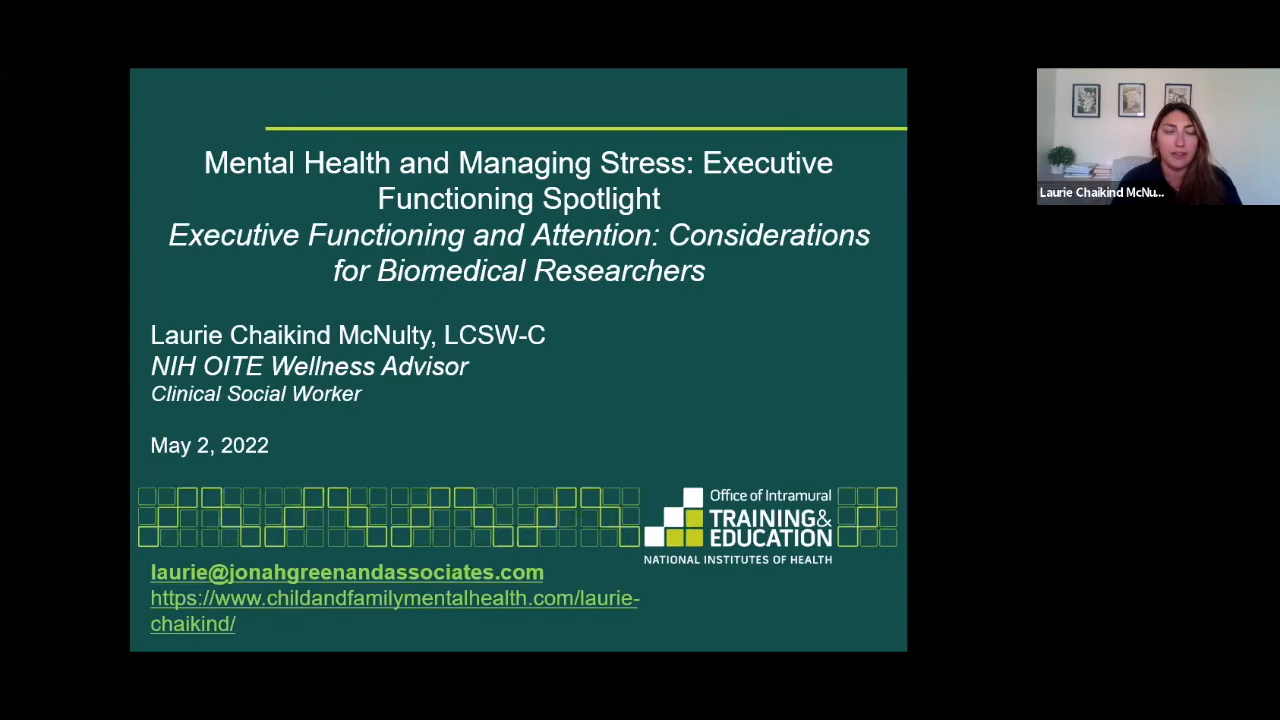 Mental Health and Managing Stress: Executive
Functioning Spotlight
Executive Functioning and Attention: Considerations
for Biomedical Researchers
Laurie Chaikind McNulty, LCSW-C
NIH OITE Wellness Advisor
Clinical Social Worker
May 2, 2022
Office of Intramural
TRAINING&
EDUCATION
NATIONAL INSTITUTES OF HEALTH
laurie@jonahgreenandassociates.com
https://www.childandfamilymentalhealth.com/laurie-
chaikind/
Laurie Chaikind McNu...